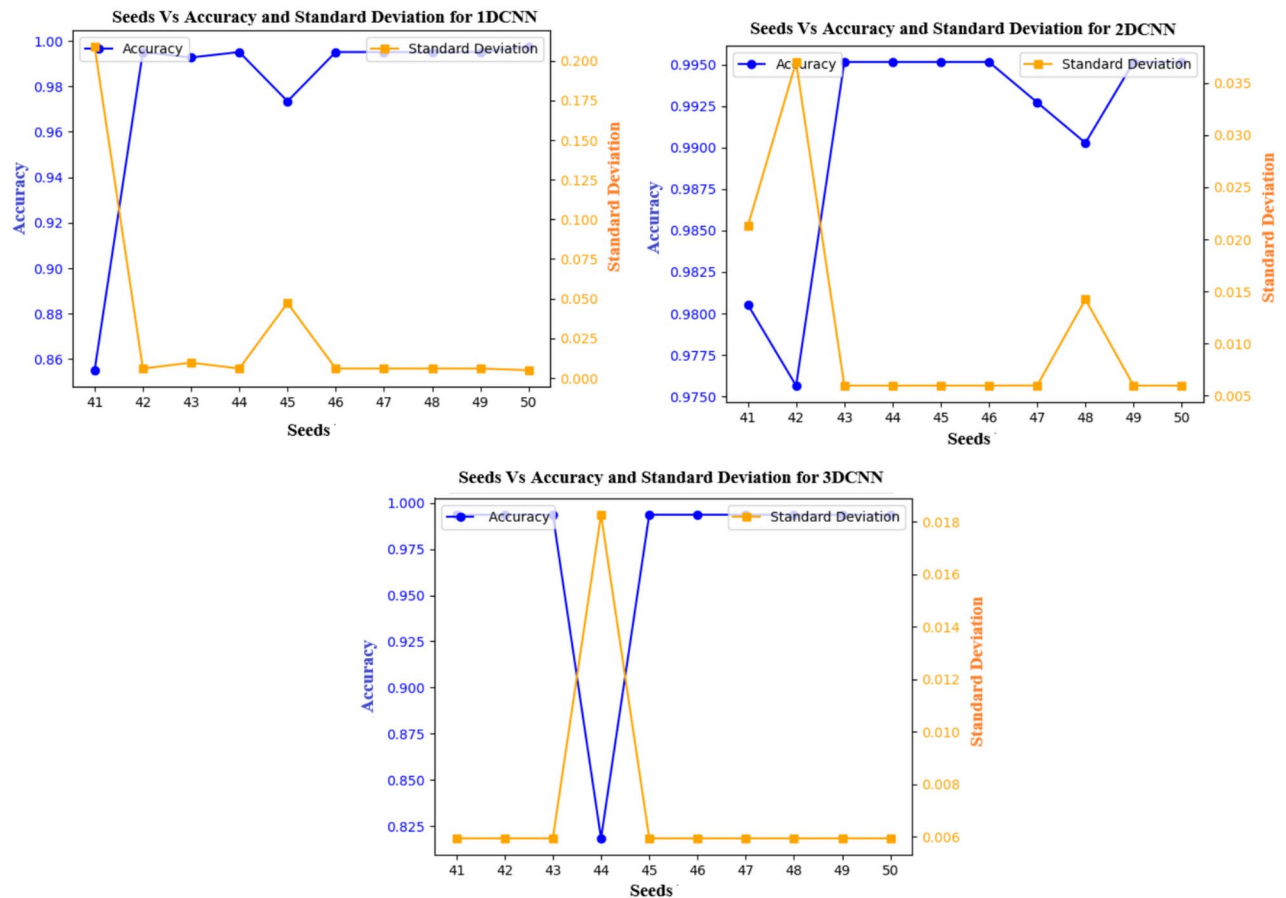 Seeds Vs Accuracy and Standard Deviation for 1DCNN
Accuracy
Standard Deviation
1.00
0.98
0.96
0.94
0.92
0.90
0.88
0.86
Accuracy
0.200
0.175
0.150
0.125
0.100
0.075
0.050
0.025
0.000
Standard Deviation
41 42 43 44 45 46 47 48 49 50
Seeds
Seeds Vs Accuracy and Standard Deviation for 2DCNN
Accuracy
Standard Deviation
0.9950
0.9925
0.9900
0.9875
0.9850
0.9825
0.9800
0.9775
0.9750
Accuracy
0.035
0.030
0.025
0.020
0.015
0.010
0.005
Standard Deviation
41 42 43 44 45 46 47 48 49 50
Seeds
Seeds Vs Accuracy and Standard Deviation for 3DCNN
Accuracy
Standard Deviation
1.000
0.975
0.950
0.925
0.900
0.875
0.850
0.825
Accuracy
0.018
0.016
0.014
0.012
0.010
0.008
0.006
Standard Deviation
41 42 43 44 45 46 47 48 49 50
Seeds